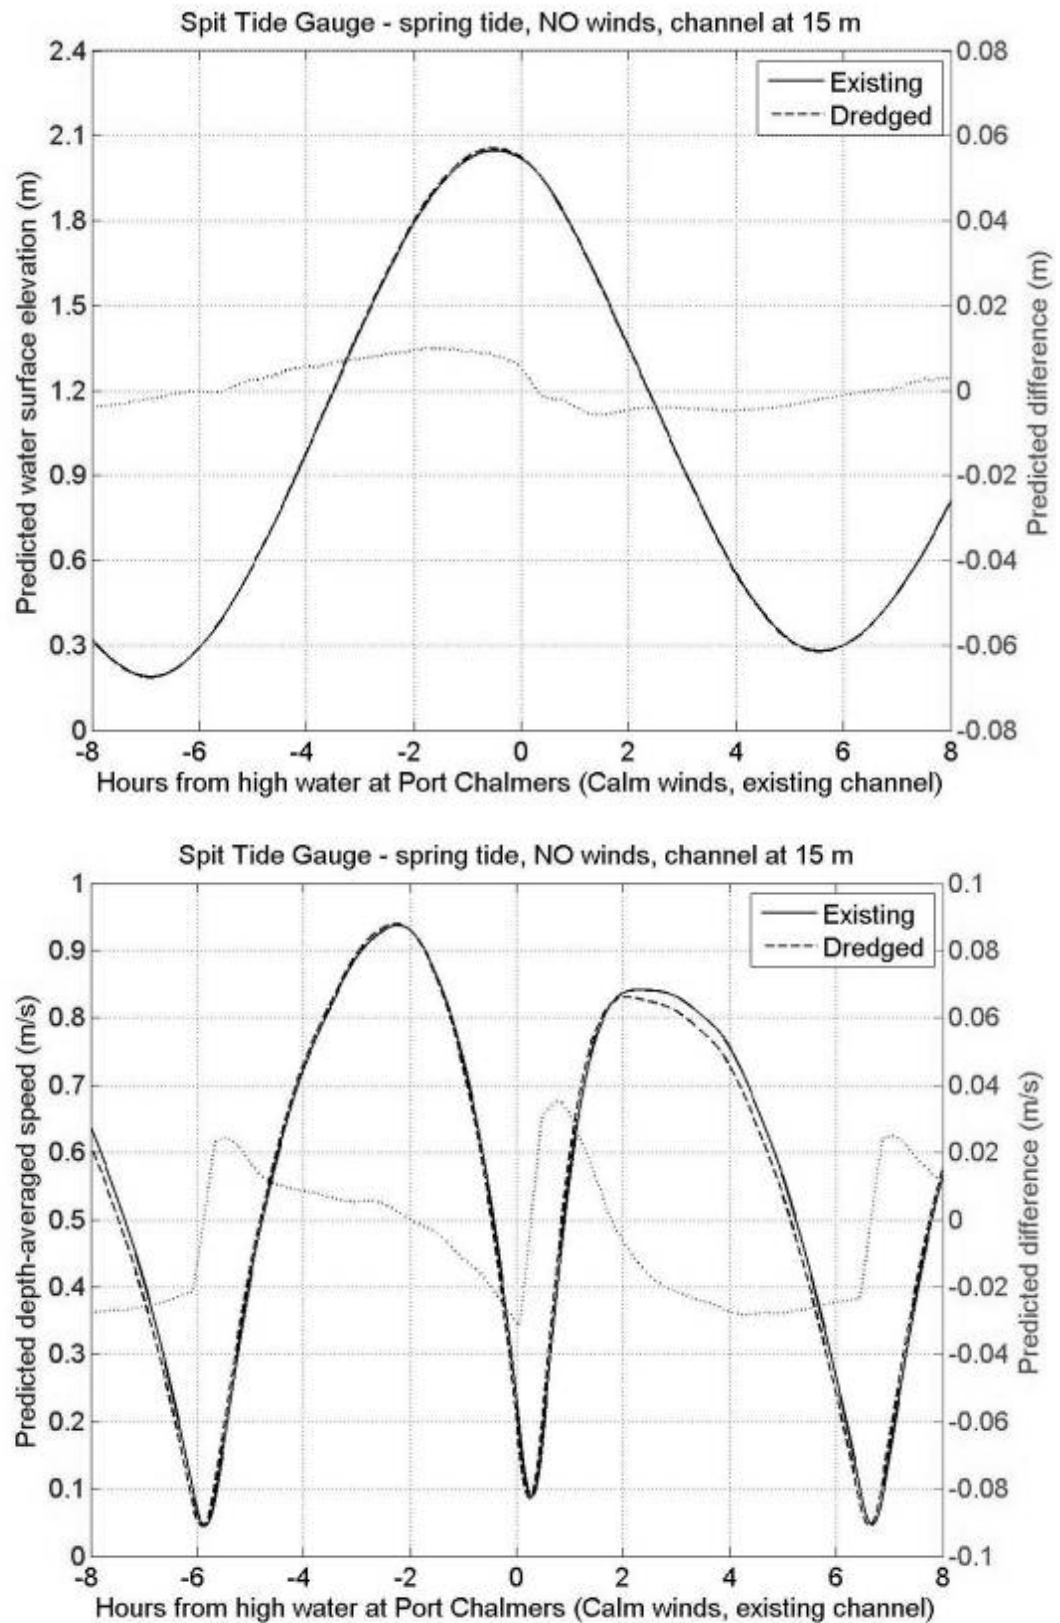 Spit Tide Gauge - spring tide, NO winds, channel at 15 m
2.4
2.1
1.8
1.5
1.2
0.9
0.6
0.3
0
Predicted water surface elevation (m)
Existing
Dredged
0.08
0.06
0.04
0.02
0
-0.02
-0.04
-0.06
-0.08
Predicted difference (m)
-8 -6 -4 -2 0 2 4 6 8
Hours from high water at Port Chalmers (Calm winds, existing channel)
Spit Tide Gauge - spring tide, NO winds, channel at 15 m
1
0.9
0.8
0.7
0.6
0.5
0.4
0.3
0.2
0.1
0
Predicted depth-averaged speed (m/s)
Existing
Dredged
0.1
0.08
0.06
0.04
0.02
0
-0.02
-0.04
-0.06
-0.08
-0.1
Predicted difference (m/s)
-8 -6 -4 -2 0 2 4 6 8
Hours from high water at Port Chalmers (Calm winds, existing channel)